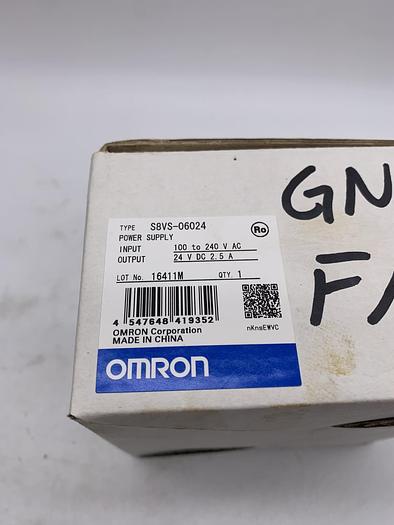 TYPE S8VS-06024
POWER SUPPLY
Ro
INPUT 100 to 240 V AC
OUTPUT 24 V DC 2.5 A
LOT No. 16411M QTY. 1
4 547648 419352
nKnsEWVC
OMRON Corporation
MADE IN CHINA
OMRON
GN
F/